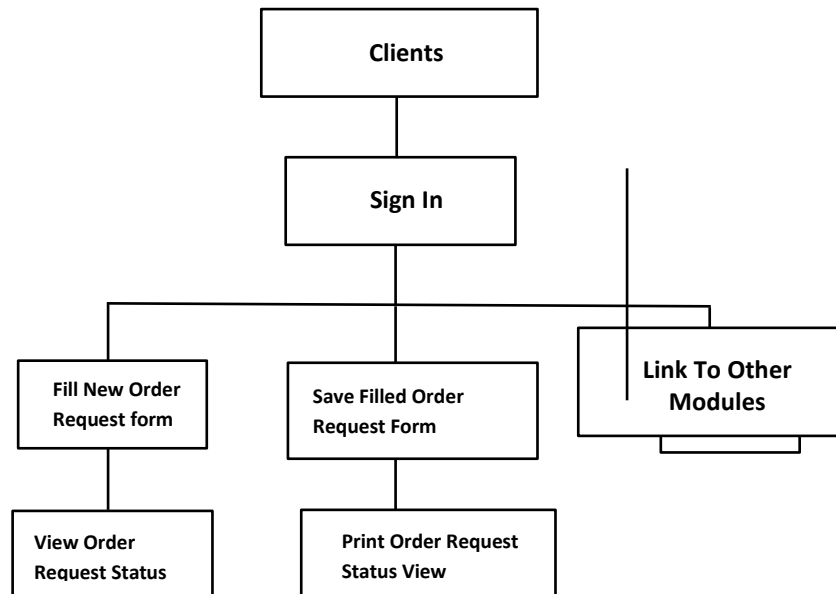 Clients
Sign In
Fill New Order
Request form
Save Filled Order
Request Form
Link To Other
Modules
View Order
Request Status
Print Order Request
Status View